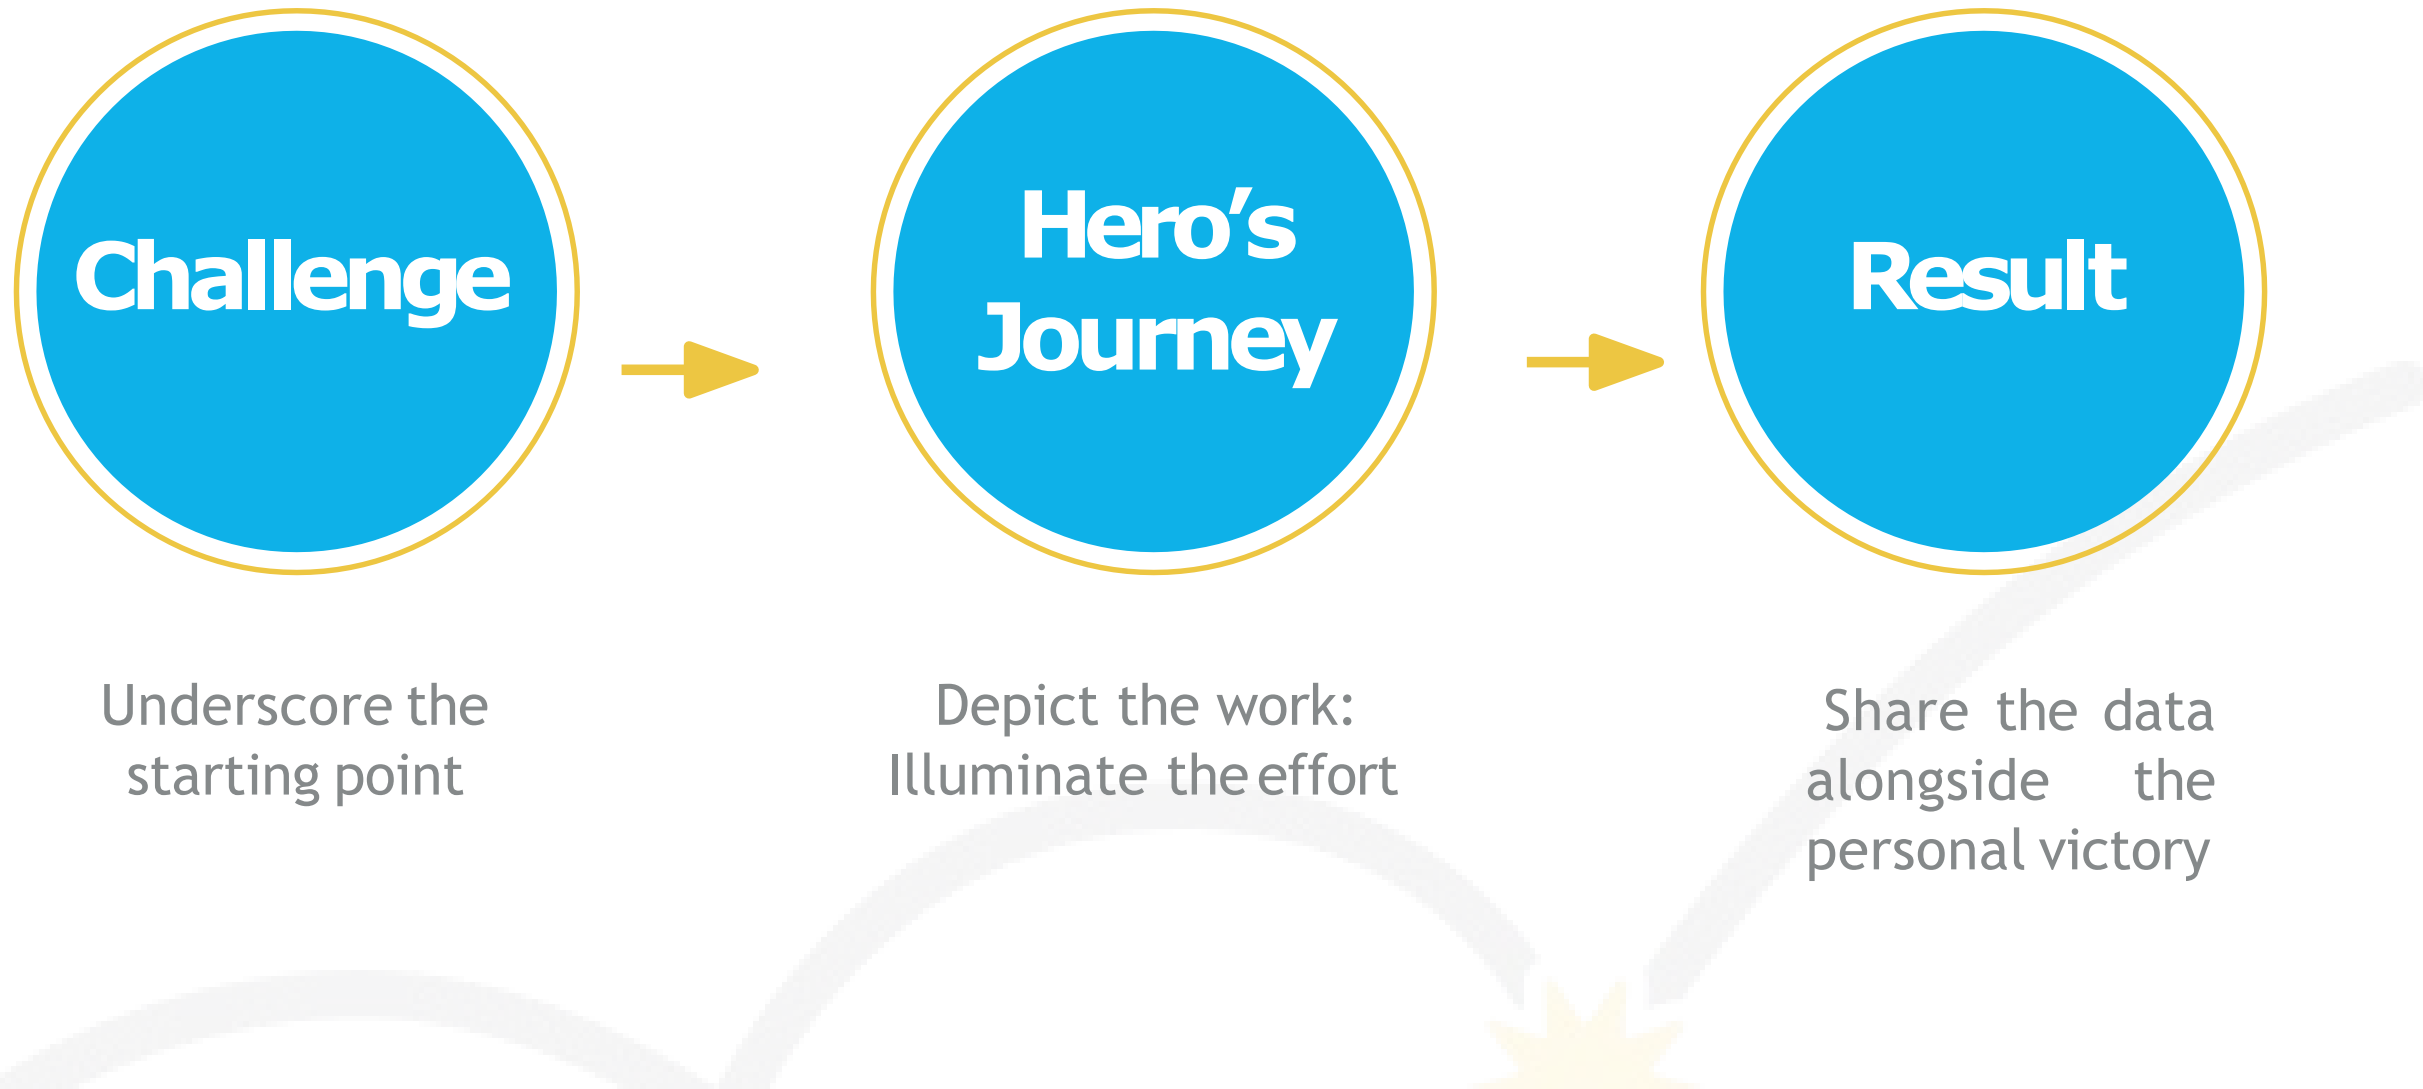 Challenge
Hero’s
Journey
Result
Underscore the
starting point
Depict the work:
Illuminate the effort
Share the data
alongside the
personal victory